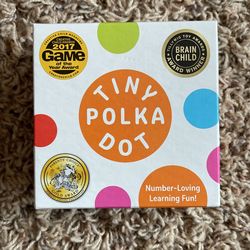 2017
GAME
of the
Year Award
BRAIN
CHILD
AWARD WINNER
TINY
POLKA
DOT
Number-Loving
Learning Fun!